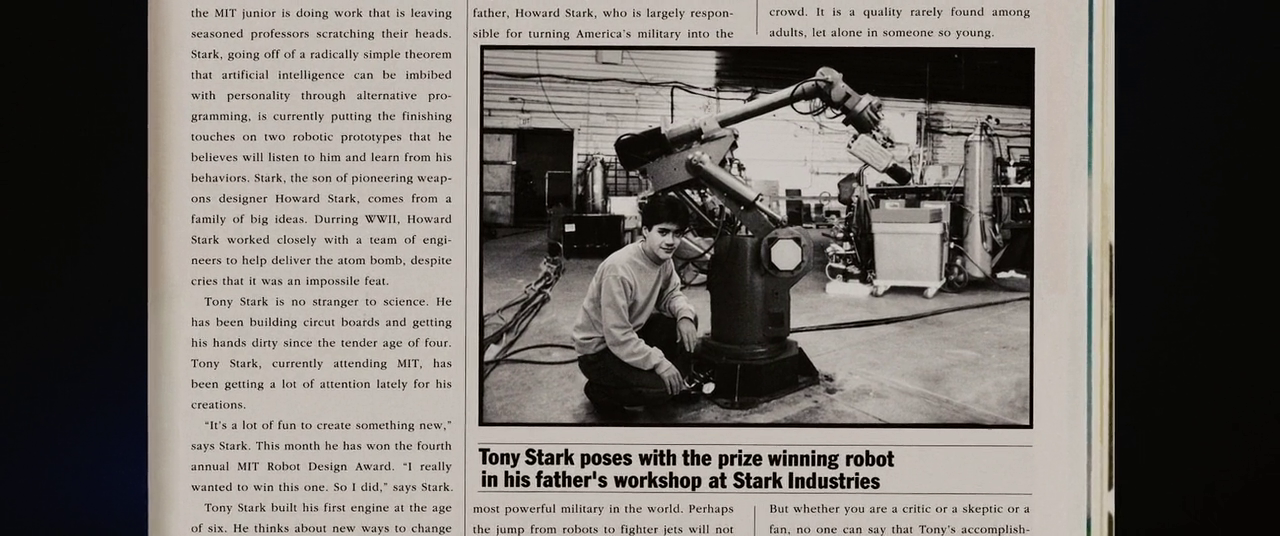 the MIT junior is doing work that is leaving
seasoned professors scratching their heads.
Stark, going off of a radically simple theorem
that artificial intelligence can be imbibed
with personality through alternative pro-
gramming, is currently putting the finishing
touches on two robotic prototypes that he
believes will listen to him and learn from his
behaviors. Stark, the son of pioneering weap-
ons designer Howard Stark, comes from a
family of big ideas. Durring WWII, Howard
Stark worked closely with a team of engi-
neers to help deliver the atom bomb, despite
cries that it was an impossile feat.
Tony Stark is no stranger to science. He
has been building circut boards and getting
his hands dirty since the tender age of four.
Tony Stark, currently attending MIT, has
been getting a lot of attention lately for his
creations.
“It's a lot of fun to create something new,”
says Stark. This month he has won the fourth
annual MIT Robot Design Award. “I really
wanted to win this one. So I did,” says Stark.
Tony Stark built his first engine at the age
of six. He thinks about new ways to change
father, Howard Stark, who is largely respon-
sible for turning America's military into the
Tony Stark poses with the prize winning robot
in his father's workshop at Stark Industries
most powerful military in the world. Perhaps
the jump from robots to fighter jets will not
crowd. It is a quality rarely found among
adults, let alone in someone so young.
But whether you are a critic or a skeptic or a
fan, no one can say that Tony's accomplish-